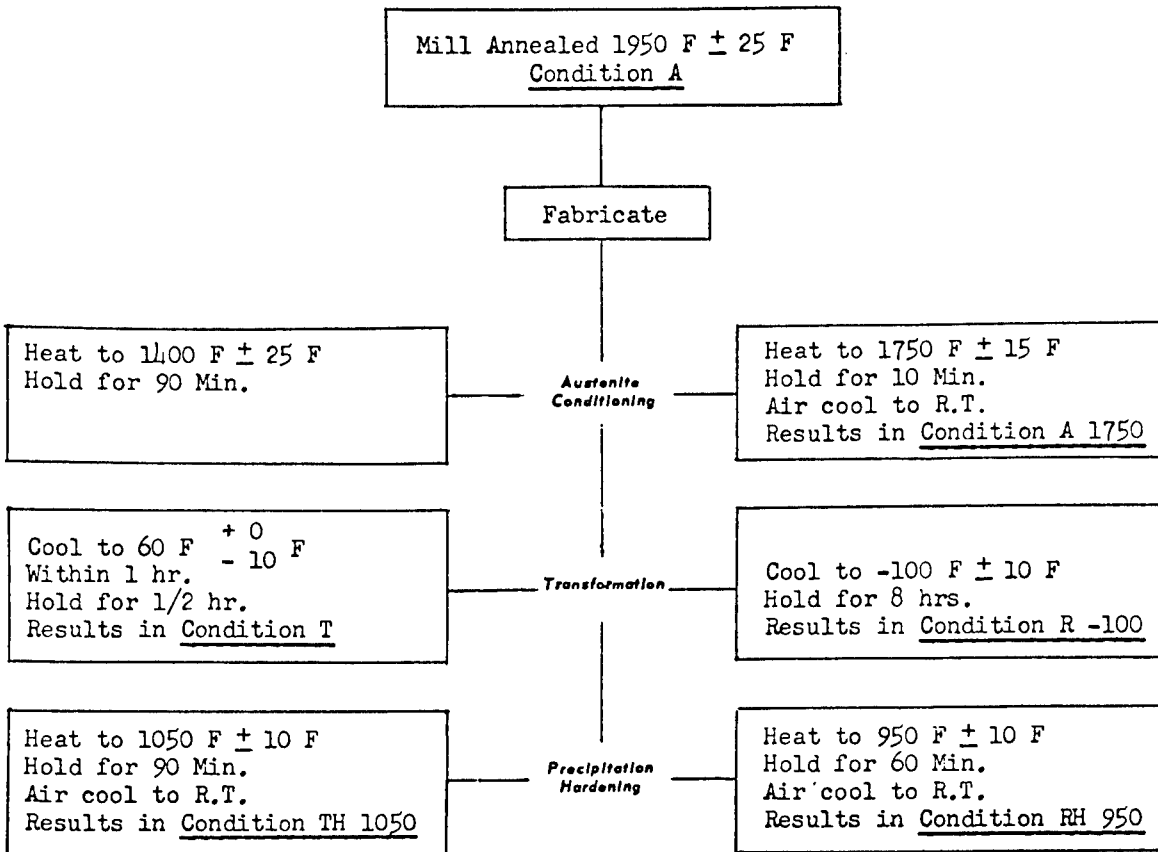 Mill Annealed 1950 F ± 25 F
Condition A
Fabricate
Heat to 1400 F ± 25 F
Hold for 90 Min.
Austenite
Conditioning
Heat to 1750 F ± 15 F
Hold for 10 Min.
Air cool to R.T.
Results in Condition A 1750
Cool to 60 F + 0 - 10 F
Within 1 hr.
Hold for 1/2 hr.
Results in Condition T
Transformation
Cool to -100 F ± 10 F
Hold for 8 hrs.
Results in Condition R -100
Heat to 1050 F ± 10 F
Hold for 90 Min.
Air cool to R.T.
Results in Condition TH 1050
Precipitation
Hardening
Heat to 950 F ± 10 F
Hold for 60 Min.
Air cool to R.T.
Results in Condition RH 950